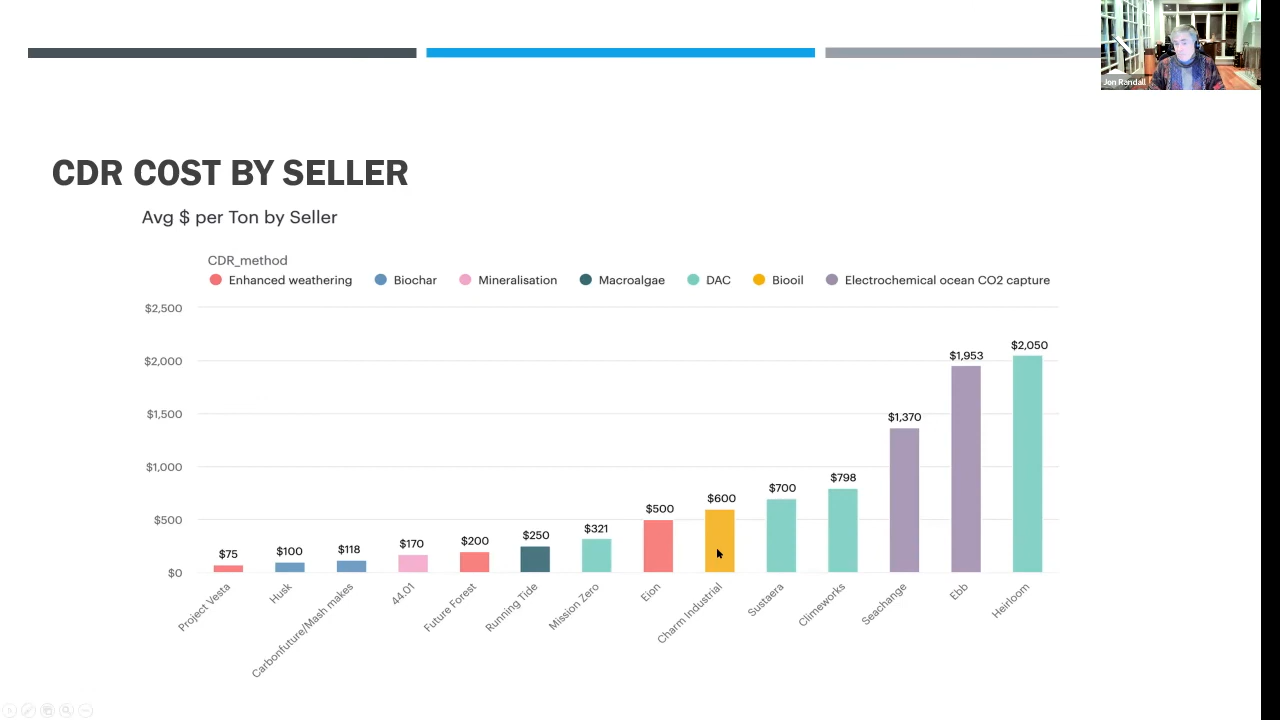 Jon Randall
CDR COST BY SELLER
Avg $ per Ton by Seller
CDR_method
Enhanced weathering Biochar Mineralisation Macroalgae DAC Biooil Electrochemical ocean CO2 capture
$2,500
$2,000
$1,500
$1,000
$500
$0
$75
$100
$118
$170
$200
$250
$321
$500
$600
$700
$798
$1,370
$1,953
$2,050
Project Vesta
Husk
Carbonfuture/Mash makes
44.01
Future Forest
Running Tide
Mission Zero
Eion
Charm Industrial
Sustaera
Climeworks
Seachange
Ebb
Heirloom